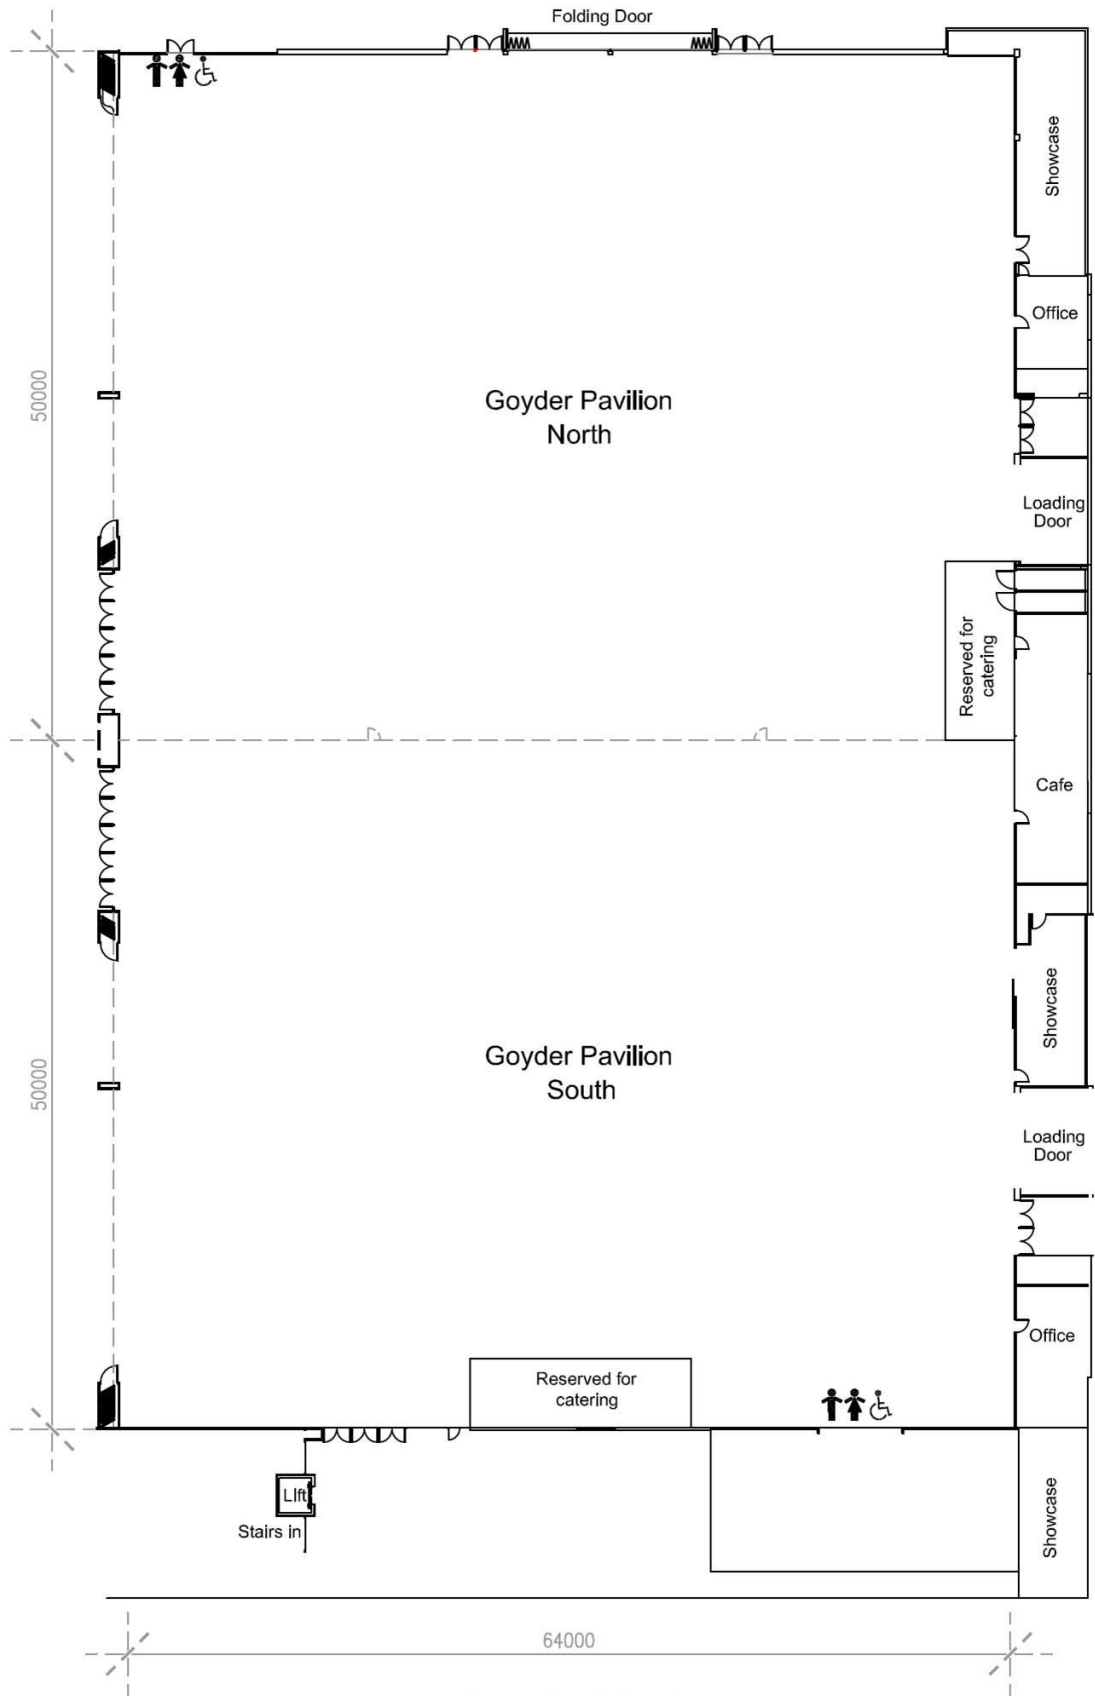 Folding Door
Showcase
Office
50000
Goyder Pavilion
North
Loading
Door
Reserved for
catering
Cafe
Showcase
Goyder Pavilion
South
50000
Loading
Door
Office
Reserved for
catering
LIft
Stairs in
Showcase
64000